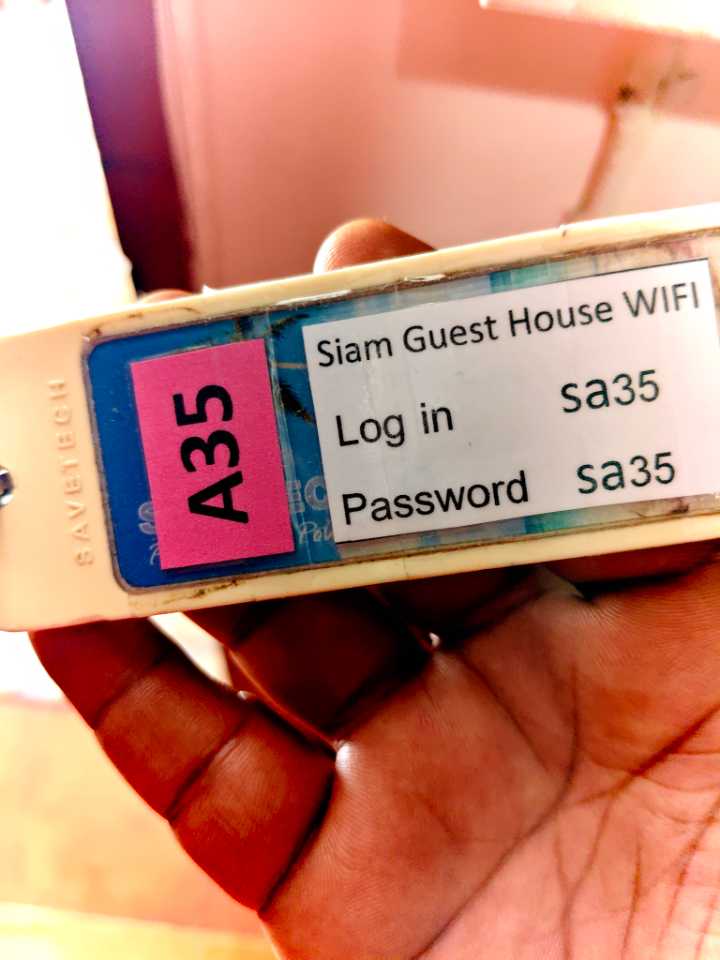 SAVETECH
A35
Siam Guest House WIFI
Log in sa35
Password sa35